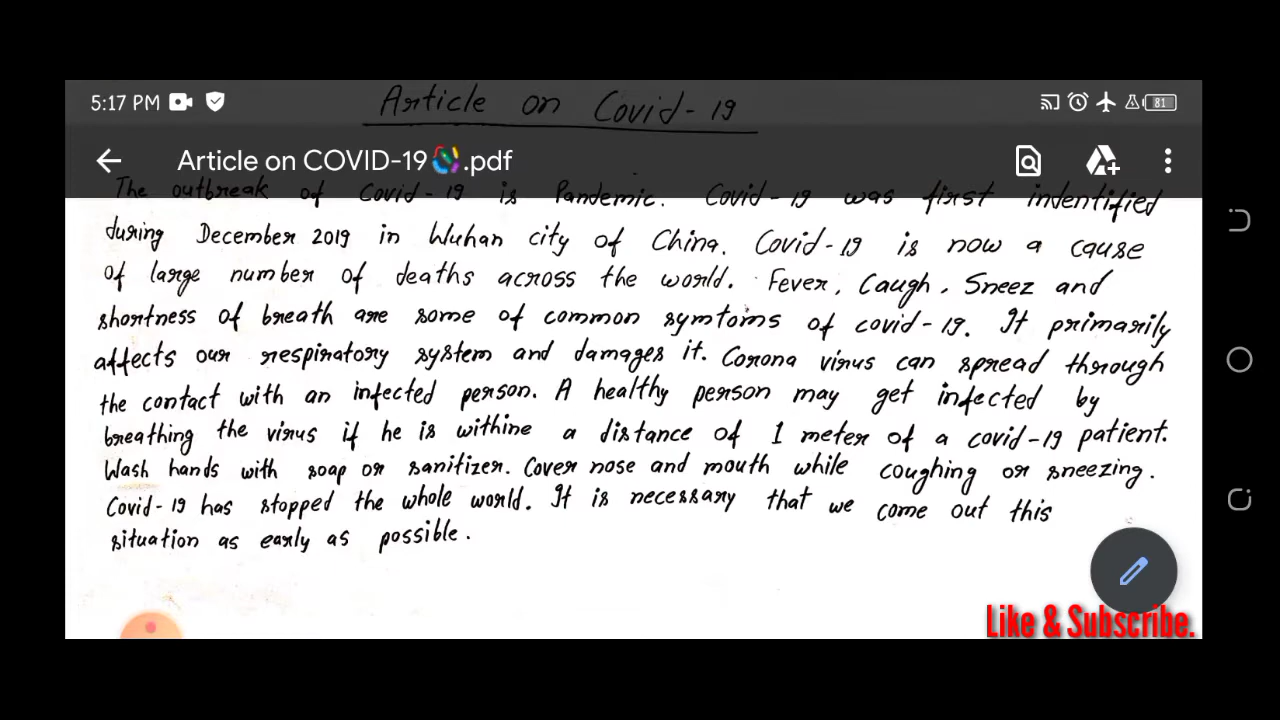 Article on Covid-19
5:17 PM
81
Article on COVID-19 .pdf
The outbreak of Covid-19 is Pandemic. Covid-19 was first indentified
during December 2019 in Wuhan city of China. Covid-19 is now a cause
of large number of deaths across the world. Fever, Caugh, Sneez and
shortness of breath are some of common symtoms of covid-19. It primarily
affects our respiratory system and damages it. Corona virus can spread through
the contact with an infected person. A healthy person may get infected by
breathing the virus if he is withine a distance of 1 meter of a covid-19 patient.
Wash hands with soap or sanitizer. Cover nose and mouth while coughing or sneezing.
Covid-19 has stopped the whole world. It is necessary that we come out this
situation as early as possible.
Like & Subscribe.